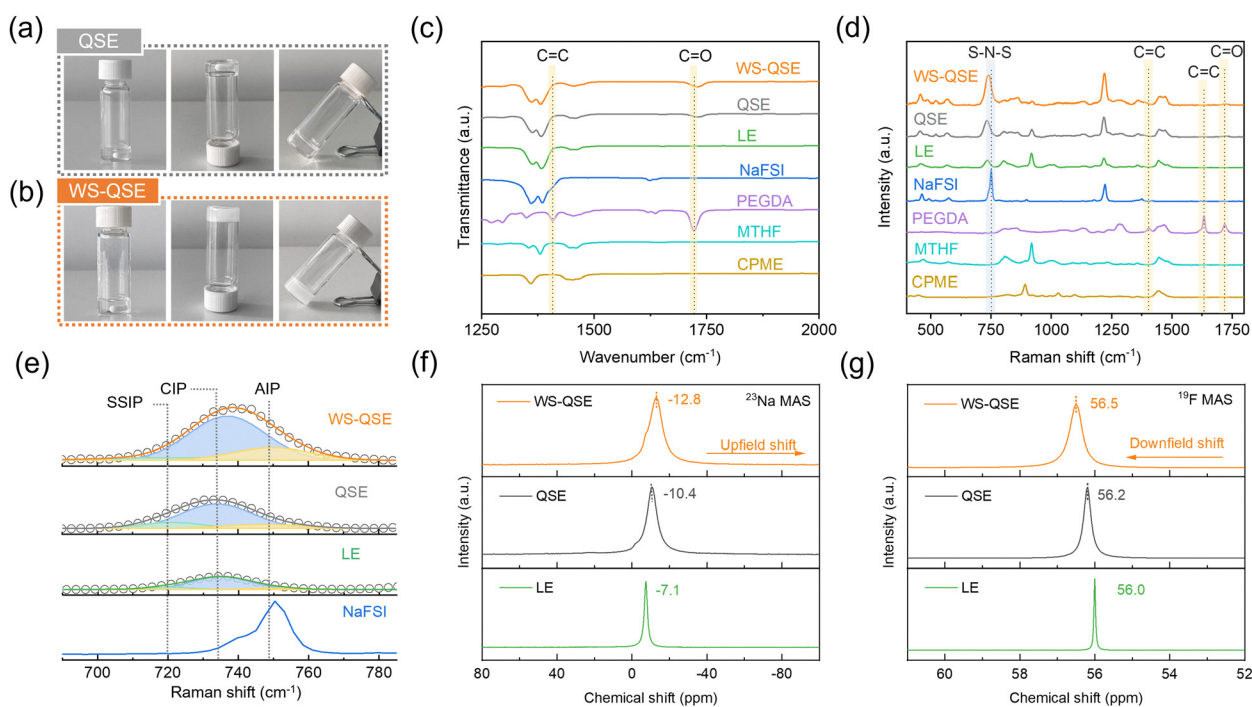 (a)
QSE
(b)
WS-QSE
(c)
C=C
C=O
WS-QSE
QSE
LE
NaFSI
PEGDA
MTHF
CPME
Transmittance (a.u.)
1250
1500
1750
2000
Wavenumber (cm⁻¹)
(d)
S-N-S
C=C
C=O
C=C
WS-QSE
QSE
LE
NaFSI
PEGDA
MTHF
CPME
Intensity (a.u.)
500
750
1000
1250
1500
1750
Raman shift (cm⁻¹)
(e)
CIP
AIP
SSIP
WS-QSE
QSE
LE
NaFSI
Intensity (a.u.)
700
720
740
760
780
Raman shift (cm⁻¹)
(f)
WS-QSE
-12.8
²³Na MAS
Upfield shift
QSE
-10.4
LE
-7.1
Intensity (a.u.)
80
40
0
-40
-80
Chemical shift (ppm)
(g)
WS-QSE
56.5
¹⁹F MAS
Downfield shift
QSE
56.2
LE
56.0
Intensity (a.u.)
60
58
56
54
52
Chemical shift (ppm)